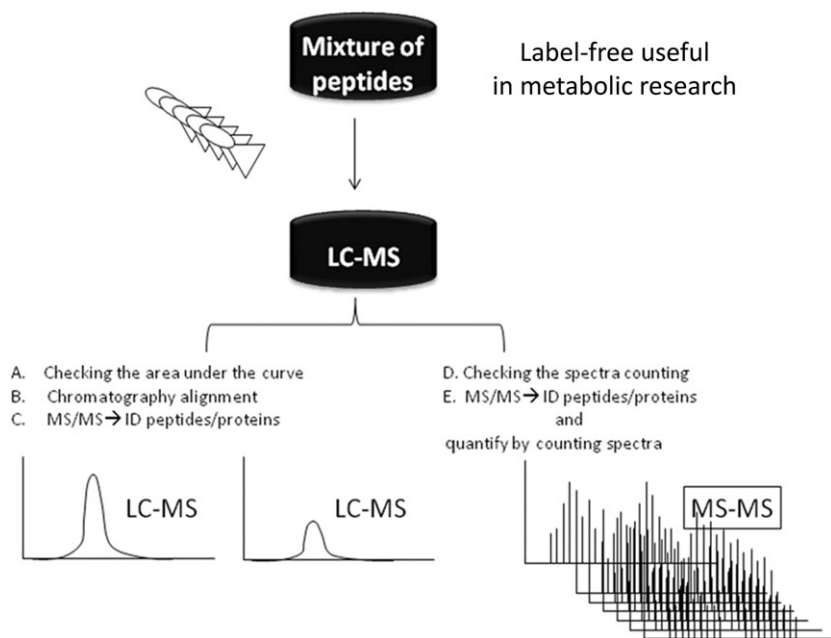 Mixture of
peptides
Label-free useful
in metabolic research
LC-MS
A. Checking the area under the curve
B. Chromatography alignment
C. MS/MS→ID peptides/proteins
D. Checking the spectra counting
E. MS/MS→ID peptides/proteins
and
quantify by counting spectra
LC-MS
LC-MS
MS-MS